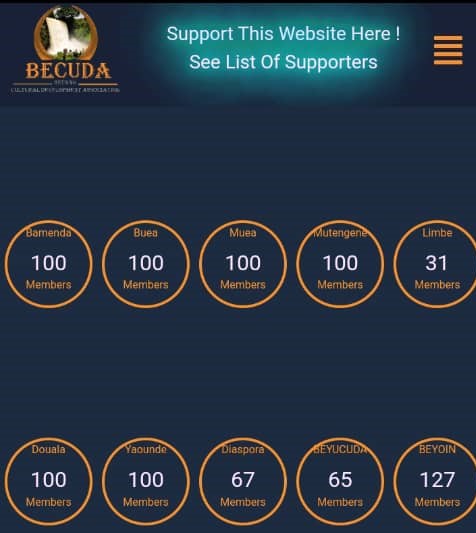 Support This Website Here !
See List Of Supporters
BECUDA
CULTURAL DEVELOPMENT ASSOCIATION
Bamenda
100
Members
Buea
100
Members
Muea
100
Members
Mutengene
100
Members
Limbe
31
Members
Douala
100
Members
Yaounde
100
Members
Diaspora
67
Members
BEYUCUDA
65
Members
BEYOIN
127
Members